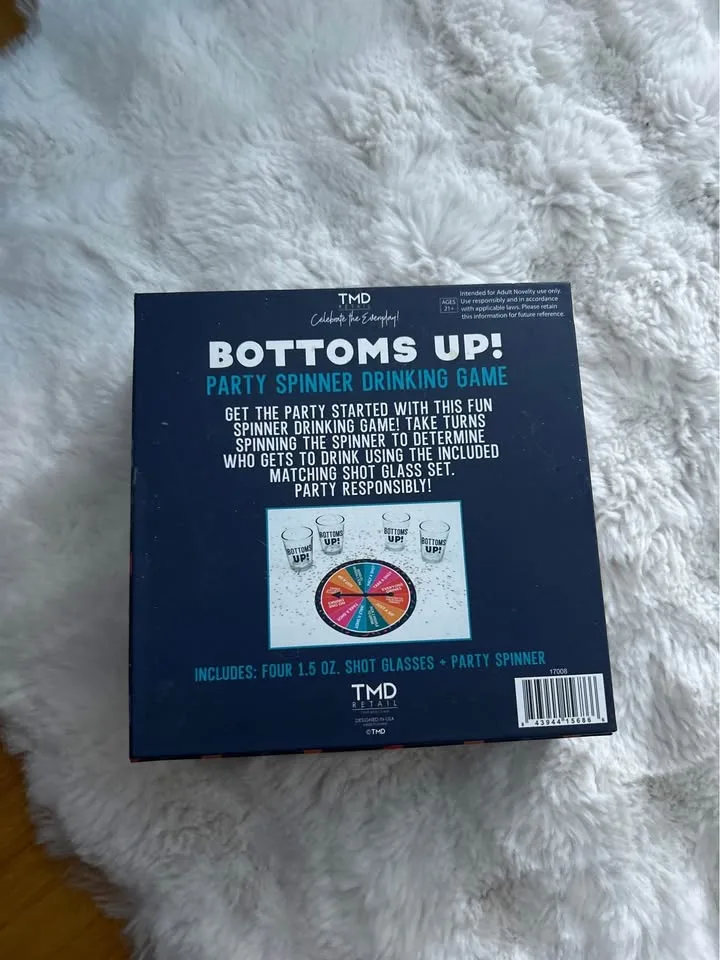 TMD
RETAIL
Celebrate the Everyday!
AGES
21+
Intended for Adult Novelty use only.
Use responsibly and in accordance
with applicable laws. Please retain
this information for future reference.
BOTTOMS UP!
PARTY SPINNER DRINKING GAME
GET THE PARTY STARTED WITH THIS FUN
SPINNER DRINKING GAME! TAKE TURNS
SPINNING THE SPINNER TO DETERMINE
WHO GETS TO DRINK USING THE INCLUDED
MATCHING SHOT GLASS SET.
PARTY RESPONSIBLY!
BOTTOMS
UP!
BOTTOMS
UP!
BOTTOMS
UP!
BOTTOMS
UP!
INCLUDES: FOUR 1.5 OZ. SHOT GLASSES + PARTY SPINNER
TMD
RETAIL
DESIGNED IN USA
©TMD
17008
8 43944 15686 6